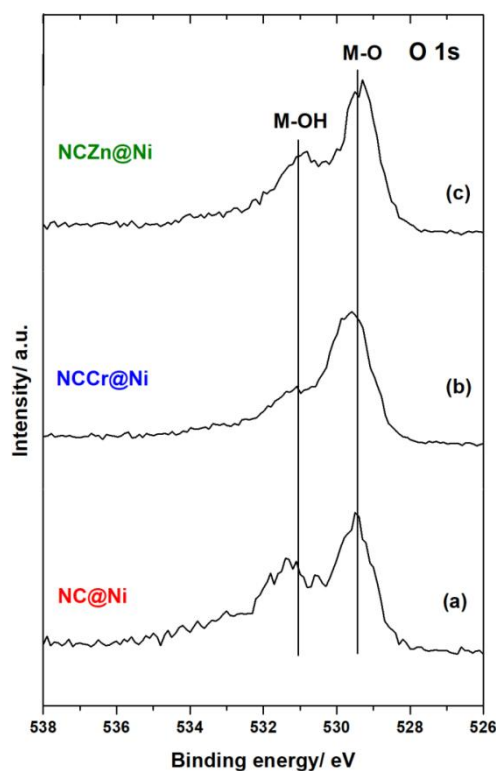 M-O O 1s
M-OH
NCZn@Ni
(c)
NCCr@Ni
(b)
NC@Ni
(a)
Intensity/ a.u.
538 536 534 532 530 528 526
Binding energy/ eV